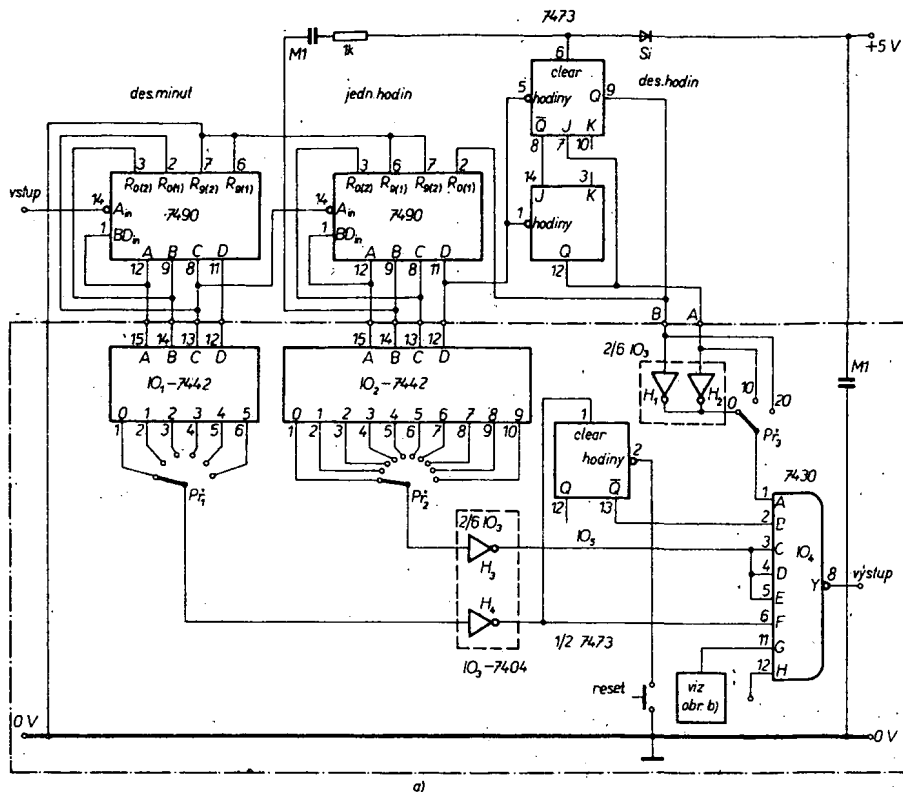 7473
+5 V
M1
1k
Si
des. minut
jedn. hodin
des. hodin
6
clear
5
hodiny
Q
9
Q̅ J K
8 7 10
3 2 7 6
R0(2) R0(1) R9(2) R9(1)
3 6 7 2
R0(2) R9(1) R9(2) R0(1)
14 3
J K
vstup
14
Ain
7490
1
BDin
A B C D
12 9 8 11
14
Ain
7490
1
BDin
A B C D
12 9 8 11
1
hodiny
Q
12
B A
15 14 13 12
A B C D
IO1-7442
0 1 2 3 4 5
1 2 3 4 5 6
Př1
15 14 13 12
A B C D
IO2-7442
0 1 2 3 4 5 6 7 8 9
1 2 3 4 5 6 7 8 9 10
Př2
2/6 IO3
H1 H2
0 10 20
Př3
1
clear
hodiny
2
Q Q̅
12 13
7430
1 A
2 B
3 C
4 D
5 E
6 F
11 G
12 H
IO4
Y 8
výstup
2/6 IO3
H3
H4
IO3-7404
IO5
1/2 7473
reset
viz
obr. b)
M1
0 V
0 V
a)